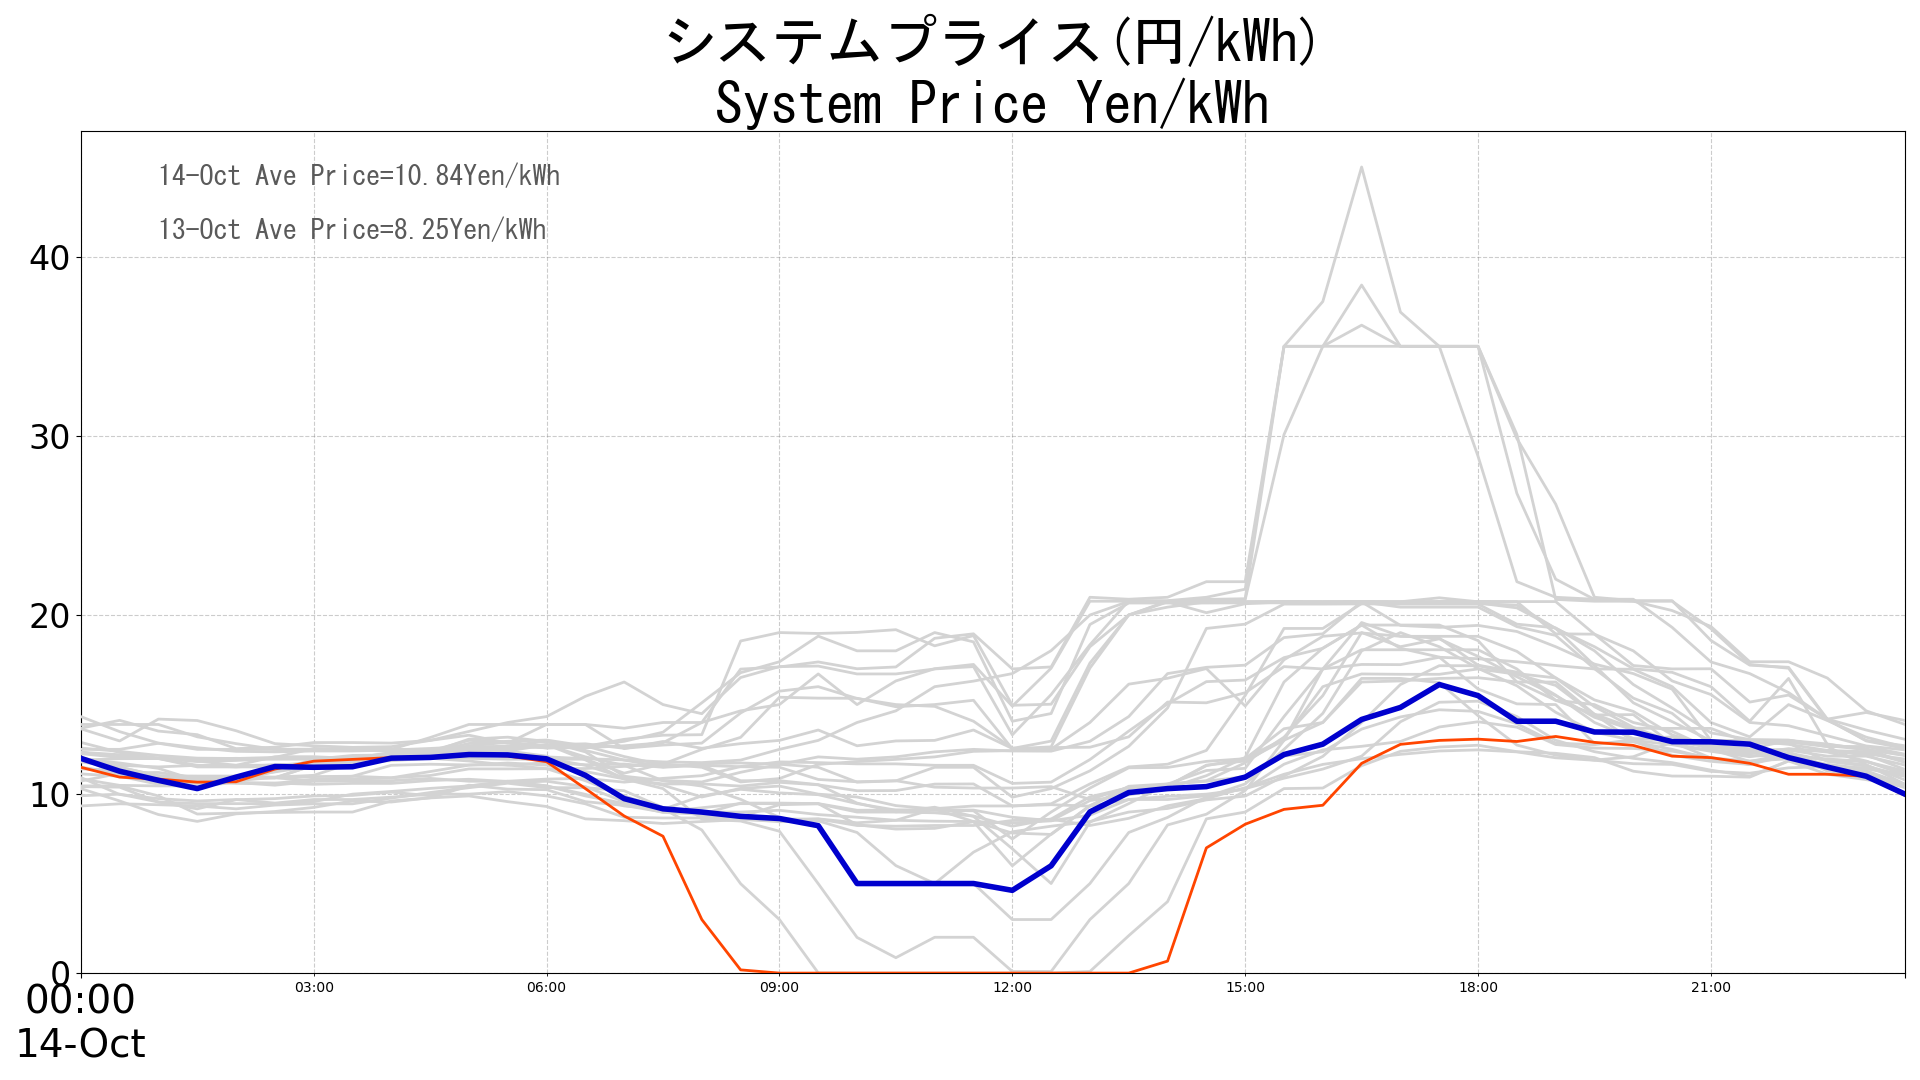 システムプライス(円/kWh)
System Price Yen/kWh
14-Oct Ave Price=10.84Yen/kWh
13-Oct Ave Price=8.25Yen/kWh
40
30
20
10
0
00:00
03:00
06:00
09:00
12:00
15:00
18:00
21:00
14-Oct